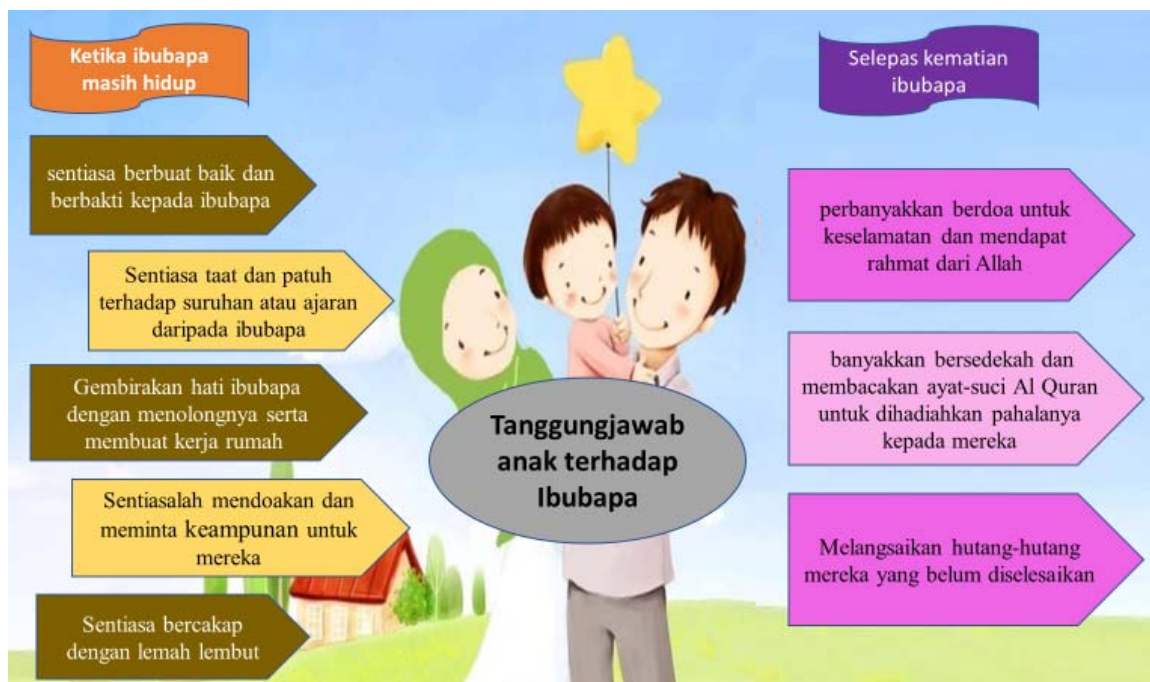 Ketika ibubapa
masih hidup
sentiasa berbuat baik dan
berbakti kepada ibubapa
Sentiasa taat dan patuh
terhadap suruhan atau ajaran
daripada ibubapa
Gembirakan hati ibubapa
dengan menolongnya serta
membuat kerja rumah
Sentiasalah mendoakan dan
meminta keampunan untuk
mereka
Sentiasa bercakap
dengan lemah lembut
Tanggungjawab
anak terhadap
Ibubapa
Selepas kematian
ibubapa
perbanyakkan berdoa untuk
keselamatan dan mendapat
rahmat dari Allah
banyakkan bersedekah dan
membacakan ayat-suci Al Quran
untuk dihadiahkan pahalanya
kepada mereka
Melangsaikan hutang-hutang
mereka yang belum diselesaikan